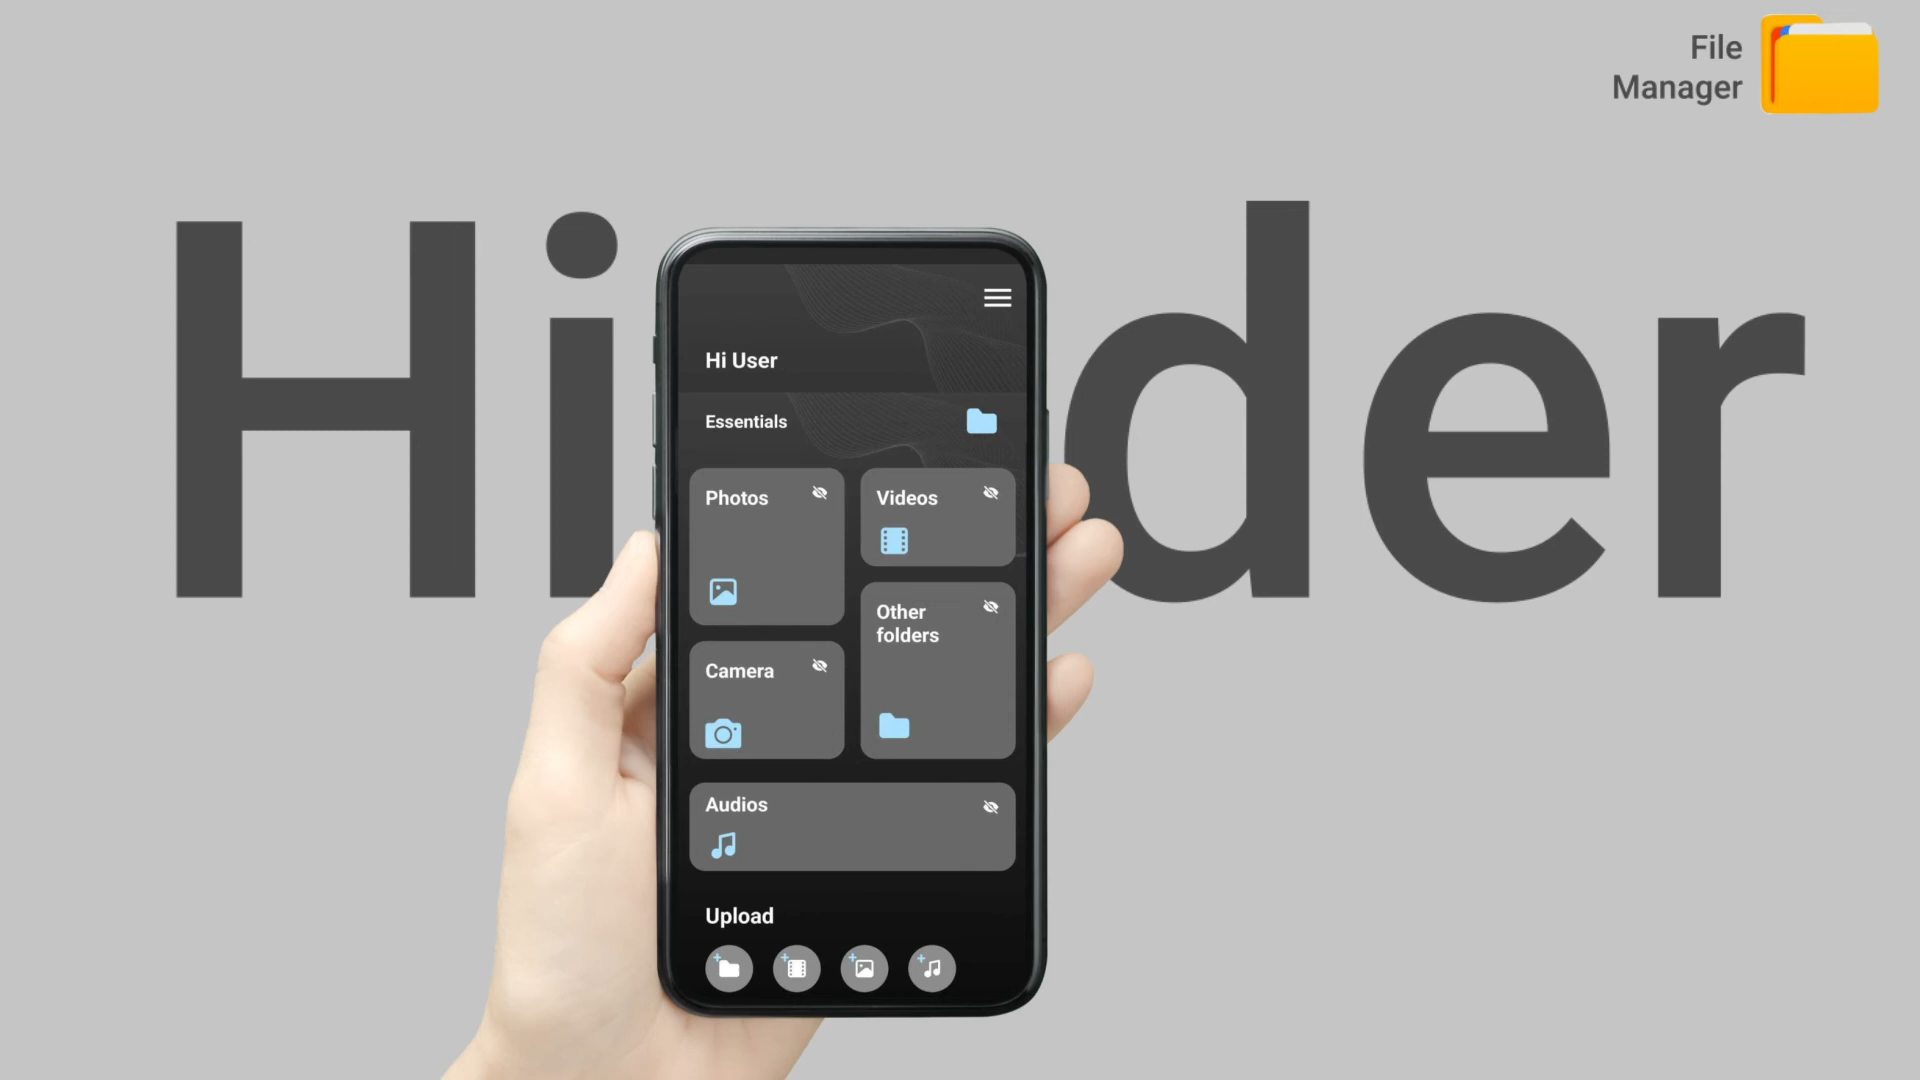 File
Manager
Hi der
Hi User
Essentials
Photos
Videos
Other
folders
Camera
Audios
Upload